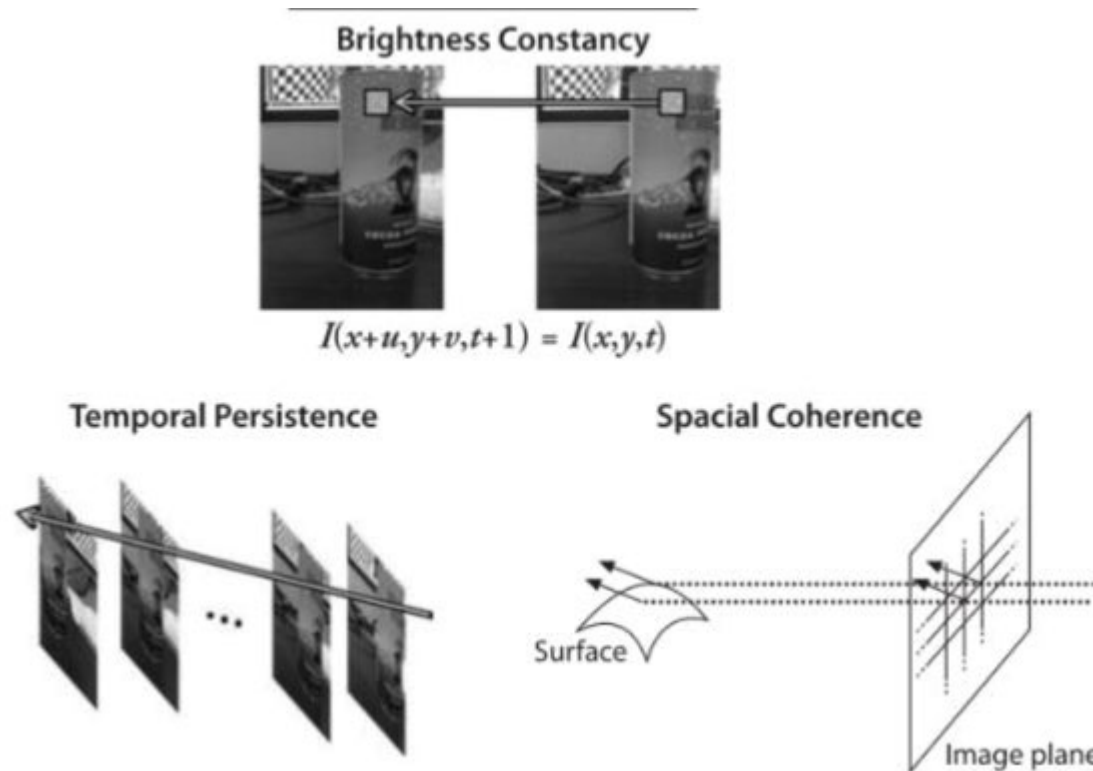 Brightness Constancy
I(x+u,y+v,t+1) = I(x,y,t)
Temporal Persistence
Spacial Coherence
Surface
Image plane